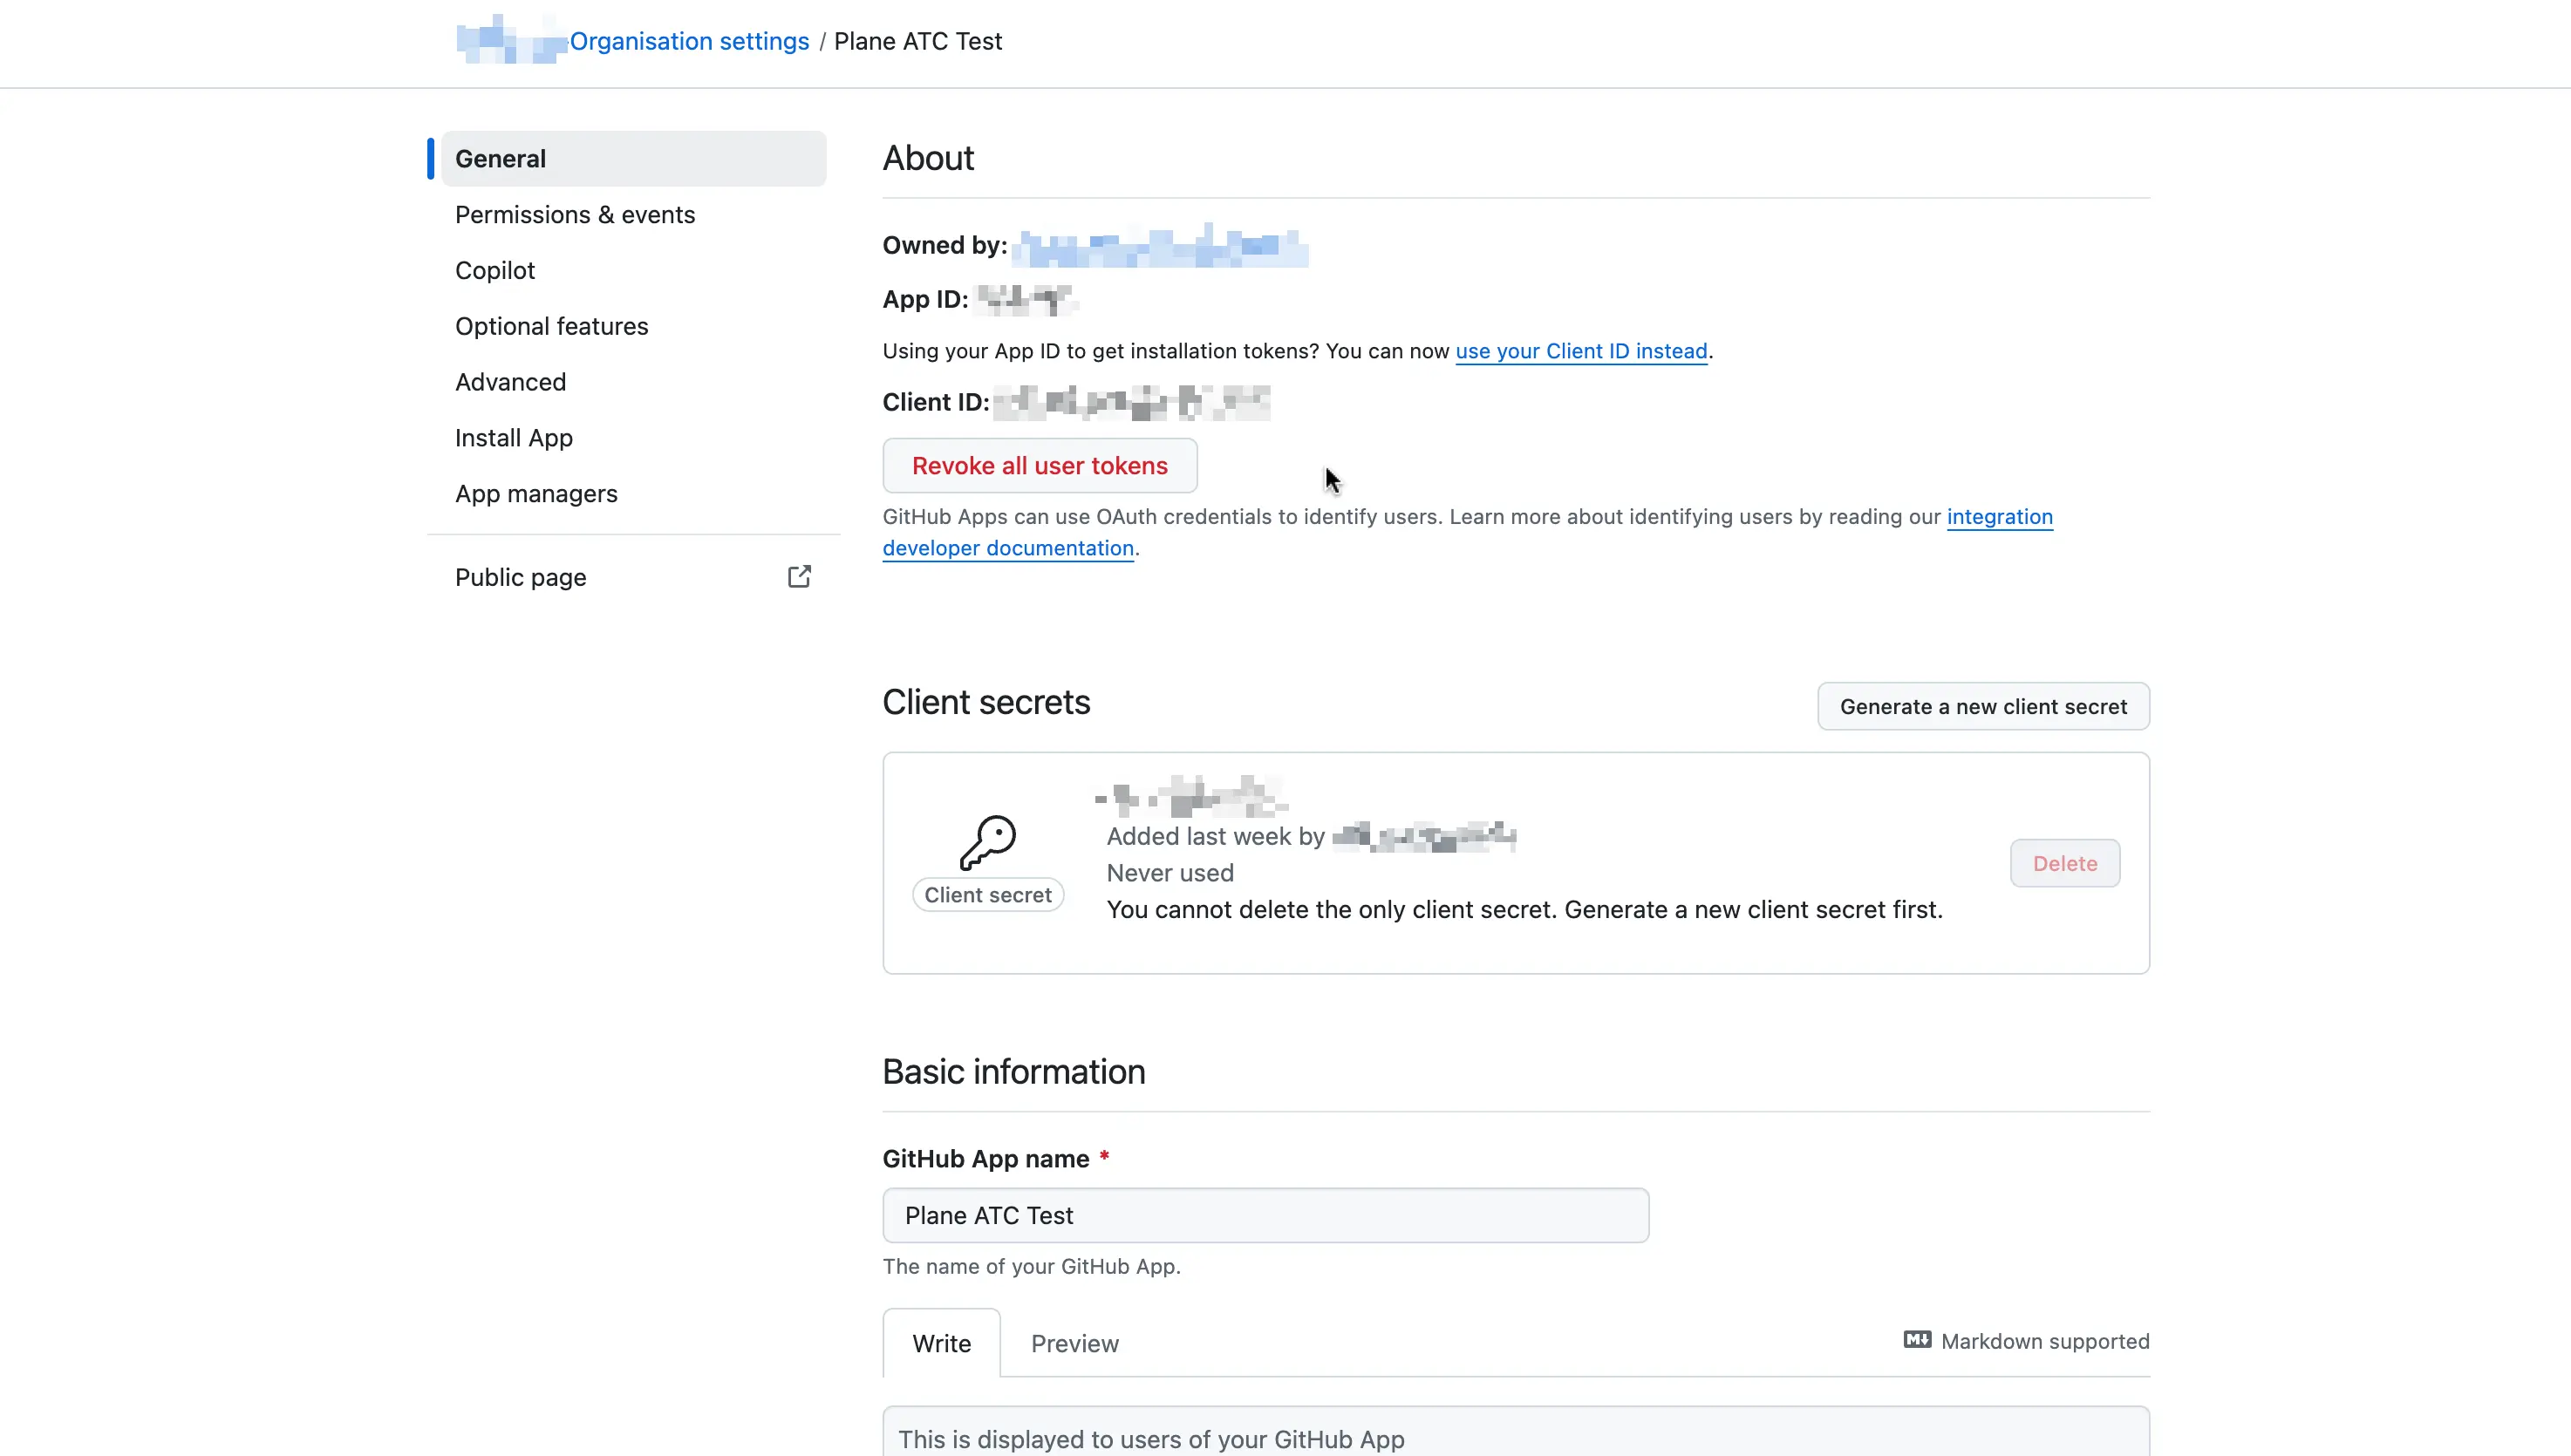 Organisation settings / Plane ATC Test
General
Permissions & events
Copilot
Optional features
Advanced
Install App
App managers
Public page
About
Owned by:
App ID:
Using your App ID to get installation tokens? You can now use your Client ID instead.
Client ID:
Revoke all user tokens
GitHub Apps can use OAuth credentials to identify users. Learn more about identifying users by reading our integration
developer documentation.
Client secrets
Generate a new client secret
Client secret
Added last week by
Never used
You cannot delete the only client secret. Generate a new client secret first.
Delete
Basic information
GitHub App name *
Plane ATC Test
The name of your GitHub App.
Write
Preview
Markdown supported
This is displayed to users of your GitHub App